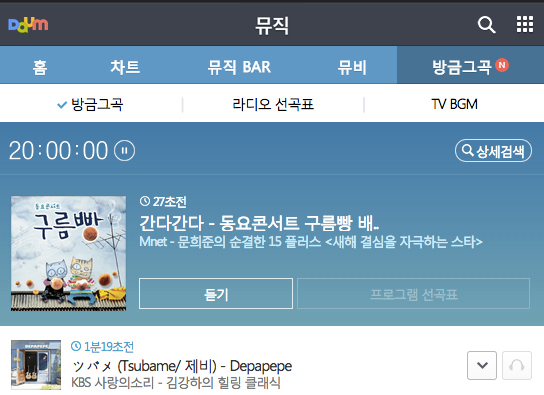 Daum
뮤직
홈 차트 뮤직 BAR 뮤비 방금그곡 N
방금그곡 라디오 선곡표 TV BGM
20:00:00 상세검색
동요콘서트
구름빵
27초전
간다간다 - 동요콘서트 구름빵 배..
Mnet - 문희준의 순결한 15 플러스 <새해 결심을 자극하는 스타>
듣기 프로그램 선곡표
DEPAPEPE
1분19초전
ツバメ (Tsubame/ 제비) - Depapepe
KBS 사랑의소리 - 김강하의 힐링 클래식